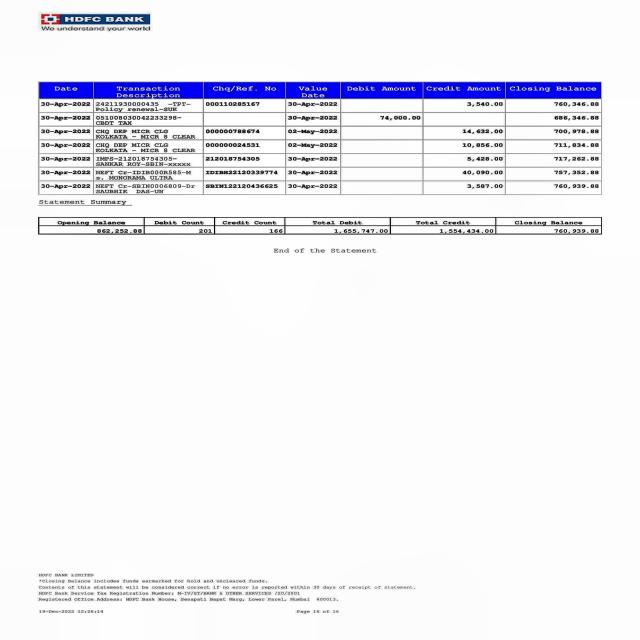 HDFC BANK
We understand your world
Date Transaction Description Chq/Ref. No Value Date Debit Amount Credit Amount Closing Balance
30-Apr-2022 24211930000435 -TPT- 000110285167 30-Apr-2022 3,540.00 760,346.88
Policy renewal-SUK
30-Apr-2022 051008030042233298- 30-Apr-2022 74,000.00 686,346.88
CBDT TAX
30-Apr-2022 CHQ DEP MICR CLG 000000788674 02-May-2022 14,632.00 700,978.88
KOLKATA - MICR 8 CLEAR
30-Apr-2022 CHQ DEP MICR CLG 000000024531 02-May-2022 10,856.00 711,834.88
KOLKATA - MICR 8 CLEAR
30-Apr-2022 IMPS-212018754305- 212018754305 30-Apr-2022 5,428.00 717,262.88
SANKAR ROY-SBIN-xxxxx
30-Apr-2022 NEFT Cr-IDIB000R585-M IDIBH22120339774 30-Apr-2022 40,090.00 757,352.88
s. MONORAMA ULTRA
30-Apr-2022 NEFT Cr-SBIN0006809-Dr SBIN122120436625 30-Apr-2022 3,587.00 760,939.88
SAUBHIK DAS-UN
Statement Summary
Opening Balance Debit Count Credit Count Total Debit Total Credit Closing Balance
862,252.88 201 166 1,655,747.00 1,554,434.00 760,939.88
End of the Statement
HDFC BANK LIMITED
*Closing Balance includes funds earmarked for hold and uncleared funds.
Contents of this statement will be considered correct if no error is reported within 30 days of receipt of statement.
HDFC Bank Service Tax Registration Number: M-IV/ST/BANK & OTHER SERVICES /20/2001
Registered Office Address: HDFC Bank House, Senapati Bapat Marg, Lower Parel, Mumbai 400013.
19-Dec-2022 12:26:14 Page 16 of 16